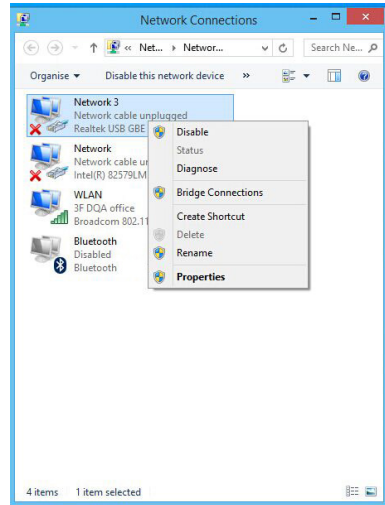 Network Connections
« Net... Networ...
Search Ne...
Organise
Disable this network device
»
Network 3
Network cable unplugged
Realtek USB GBE
Network
Network cable un
Intel(R) 82579LM
WLAN
3F DQA office
Broadcom 802.11
Bluetooth
Disabled
Bluetooth
Disable
Status
Diagnose
Bridge Connections
Create Shortcut
Delete
Rename
Properties
4 items
1 item selected